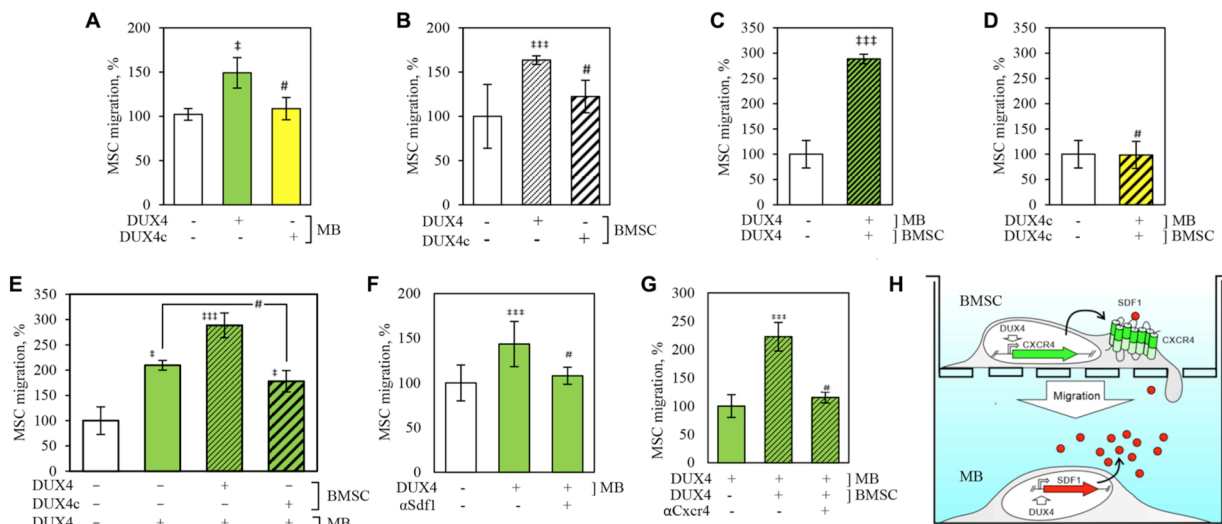 A
MSC migration, %
200
150
100
50
0
‡
#
DUX4 - + -
DUX4c - - +
MB
B
MSC migration, %
200
150
100
50
0
‡‡‡
#
DUX4 - + -
DUX4c - - +
BMSC
C
MSC migration, %
350
300
250
200
150
100
50
0
‡‡‡
DUX4 - + MB
DUX4 - + BMSC
D
MSC migration, %
350
300
250
200
150
100
50
0
#
DUX4c - + MB
DUX4c - + BMSC
E
MSC migration, %
350
300
250
200
150
100
50
0
#
‡
‡‡‡
‡
DUX4 – – + –
DUX4c – – – +
BMSC
DUX4 – + + +
MB
F
MSC migration, %
200
150
100
50
0
‡‡‡
#
DUX4 - + + MB
αSdf1 - - +
G
MSC migration, %
300
250
200
150
100
50
0
‡‡‡
#
DUX4 + + + MB
DUX4 - + + BMSC
αCxcr4 - - +
H
BMSC
SDF1
DUX4
CXCR4
CXCR4
Migration
MB
SDF1
DUX4